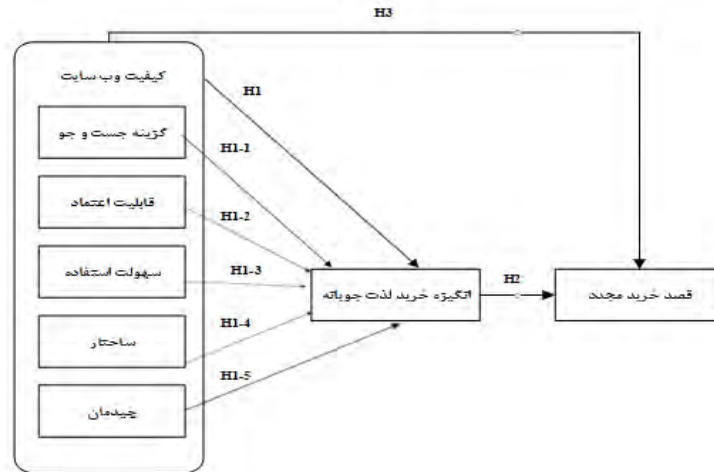 H3
کیفیت وب سایت
H1
گزینه جست و جو
H1-1
قابلیت اعتماد
H1-2
سهولت استفاده
H1-3
انگیزه خرید لذت جویانه
H2
قصد خرید مجدد
ساختار
H1-4
H1-5
چیدمان